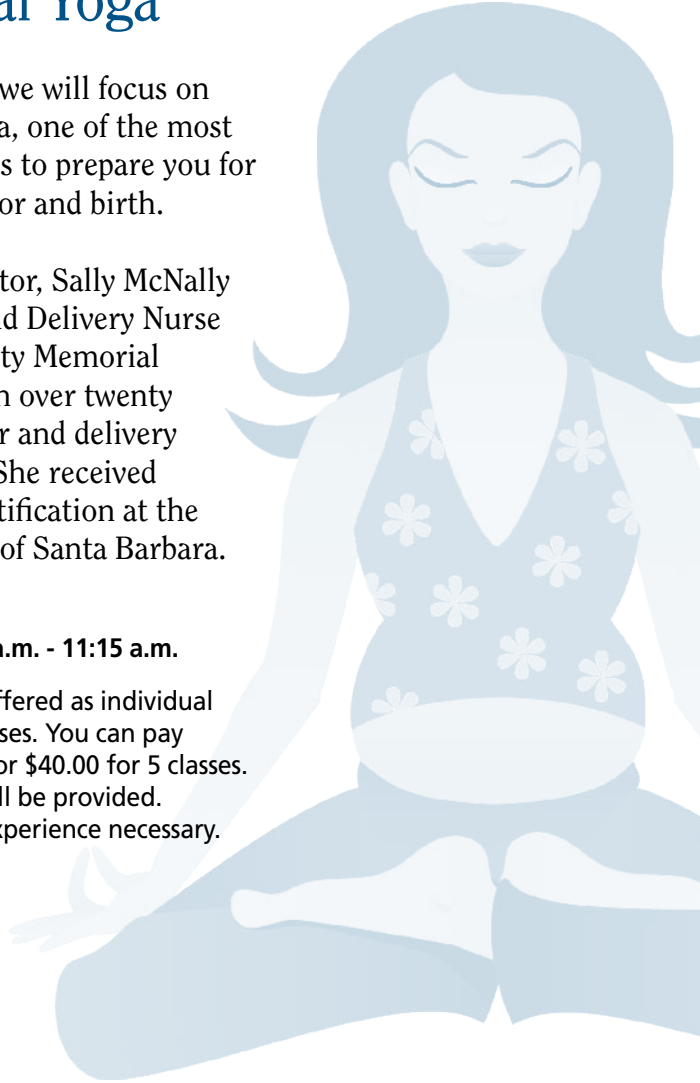 al Yoga
we will focus on
a, one of the most
s to prepare you for
or and birth.
tor, Sally McNally
d Delivery Nurse
ty Memorial
n over twenty
r and delivery
She received
tification at the
of Santa Barbara.
a.m. - 11:15 a.m.
ffered as individual
ses. You can pay
or $40.00 for 5 classes.
ll be provided.
xperience necessary.